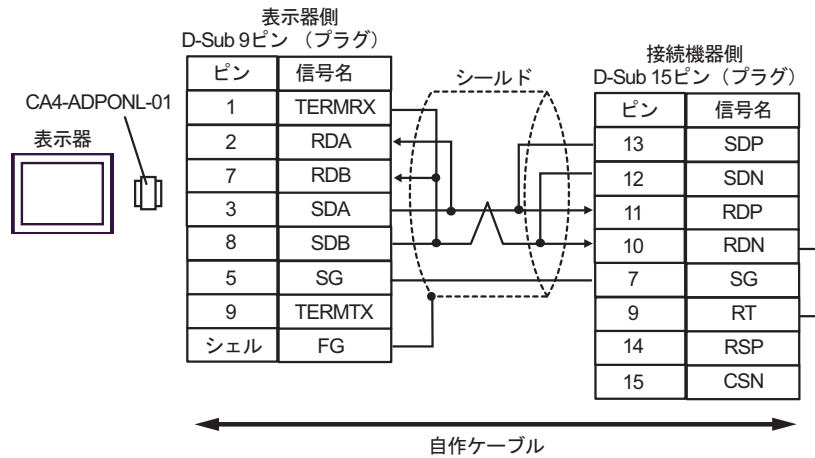 表示器側
D-Sub 9ピン （プラグ）
接続機器側
D-Sub 15ピン（プラグ）
CA4-ADPONL-01
表示器
シールド
ピン 信号名
1 TERMRX
2 RDA
7 RDB
3 SDA
8 SDB
5 SG
9 TERMTX
シェル FG
ピン 信号名
13 SDP
12 SDN
11 RDP
10 RDN
7 SG
9 RT
14 RSP
15 CSN
自作ケーブル